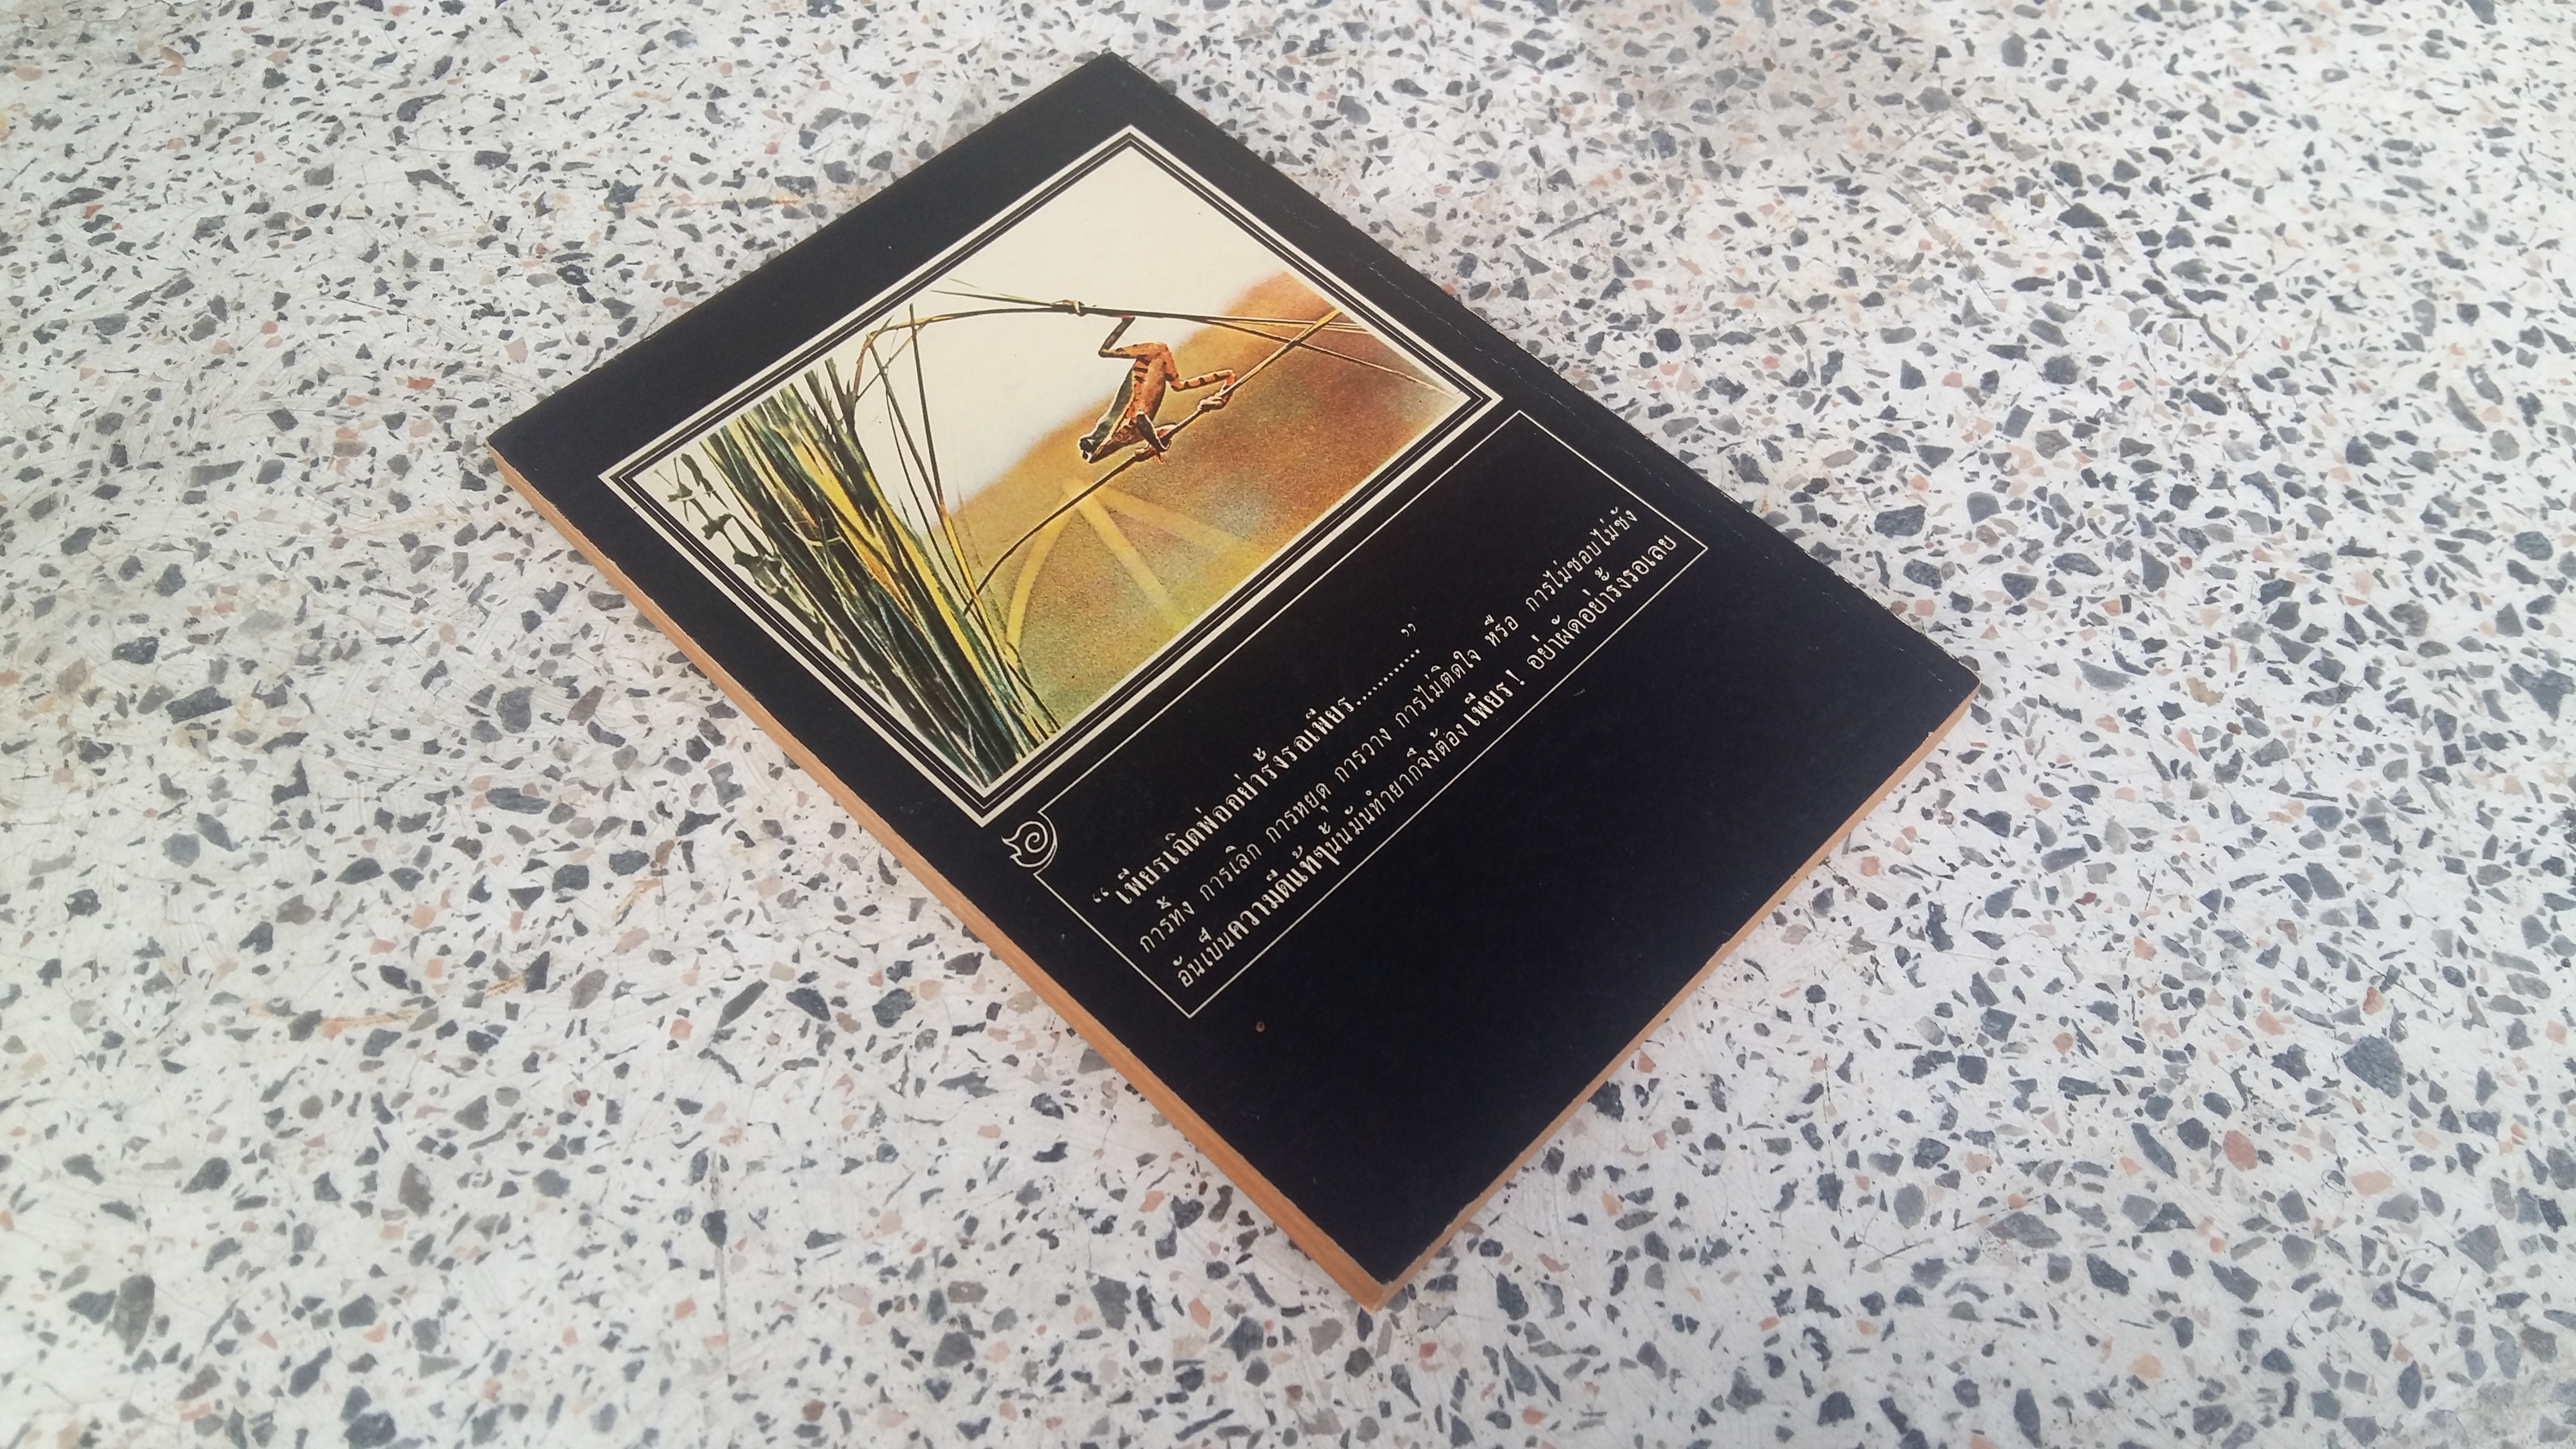 “เพียรเถิดพ่ออย่ารั้งรอเพียร............”
การทิ้ง การเลิก การหยุด การวาง การไม่ติดใจ หรือ การไม่ชอบไม่ชัง
อันเป็นความดีแท้ๆนั้นมันทำยากจึงต้องเพียร! อย่าผัดอย่ารั้งรอเลย